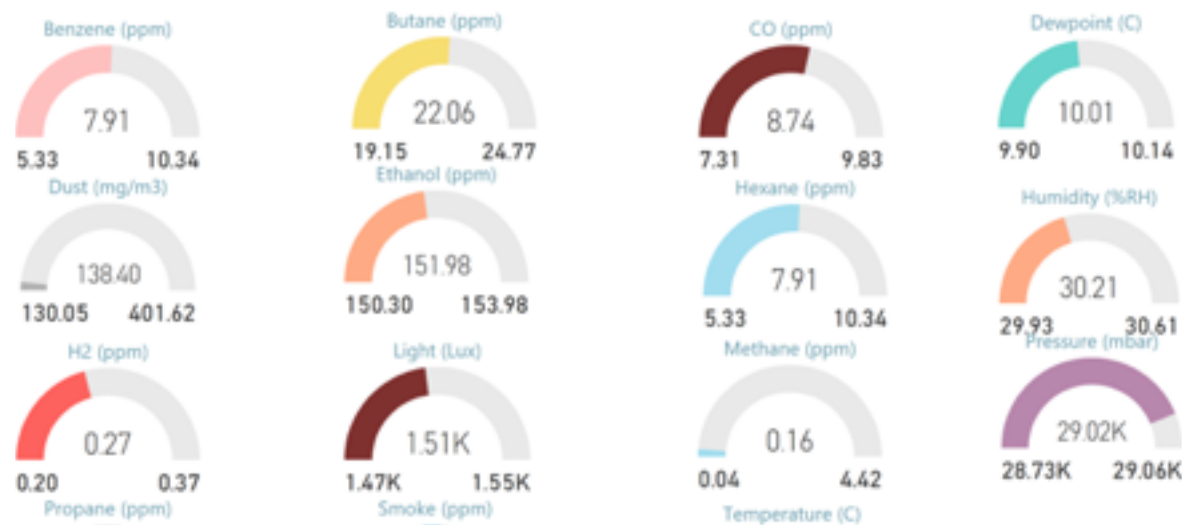 Benzene (ppm)
7.91
5.33 10.34
Butane (ppm)
22.06
19.15 24.77
CO (ppm)
8.74
7.31 9.83
Dewpoint (C)
10.01
9.90 10.14
Dust (mg/m3)
138.40
130.05 401.62
Ethanol (ppm)
151.98
150.30 153.98
Hexane (ppm)
7.91
5.33 10.34
Humidity (%RH)
30.21
29.93 30.61
H2 (ppm)
0.27
0.20 0.37
Light (Lux)
1.51K
1.47K 1.55K
Methane (ppm)
0.16
0.04 4.42
Pressure (mbar)
29.02K
28.73K 29.06K
Propane (ppm)
Smoke (ppm)
Temperature (C)